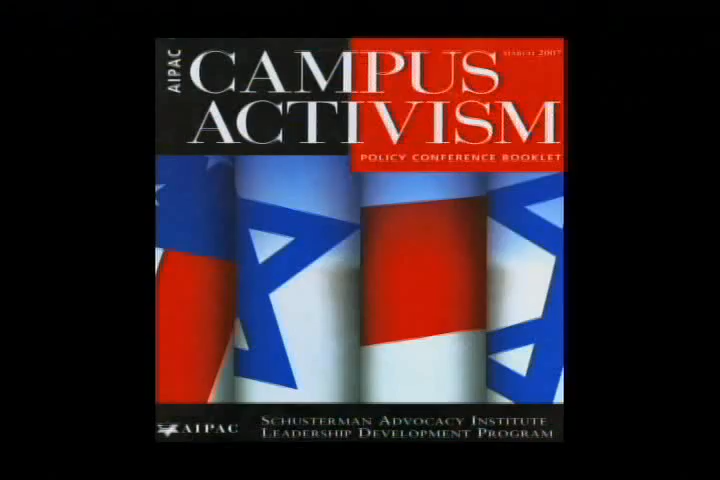 AIPAC
MARCH 2007
CAMPUS
ACTIVISM
POLICY CONFERENCE BOOKLET
AIPAC
SCHUSTERMAN ADVOCACY INSTITUTE
LEADERSHIP DEVELOPMENT PROGRAM